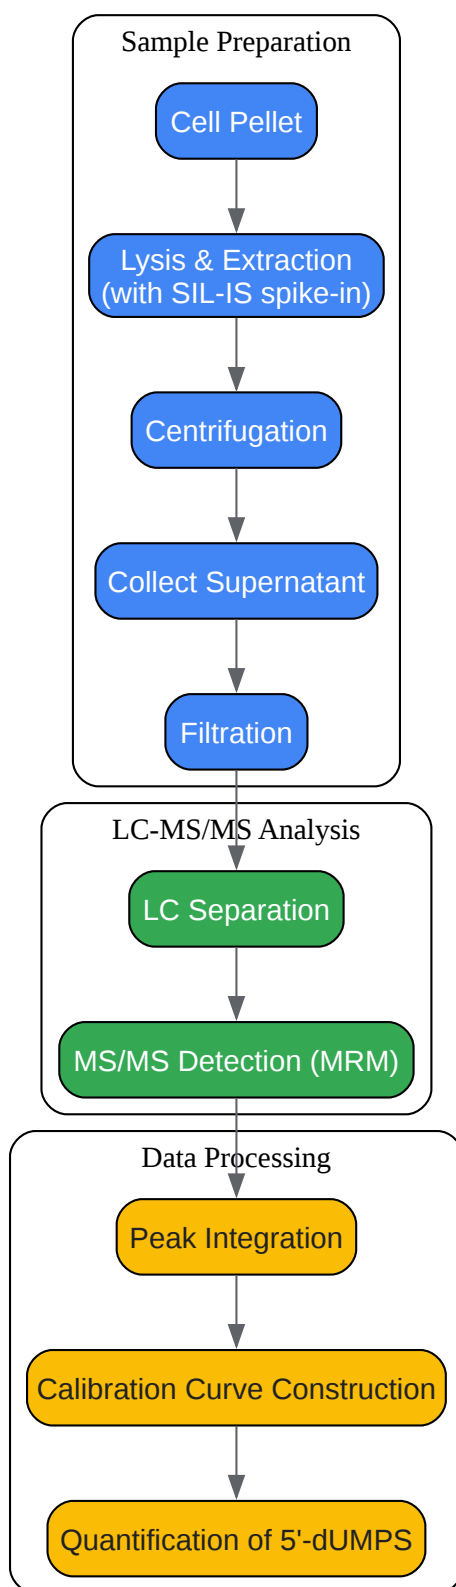 Sample Preparation
Cell Pellet
Lysis & Extraction
(with SIL-IS spike-in)
Centrifugation
Collect Supernatant
Filtration
LC-MS/MS Analysis
LC Separation
MS/MS Detection (MRM)
Data Processing
Peak Integration
Calibration Curve Construction
Quantification of 5'-dUMPS